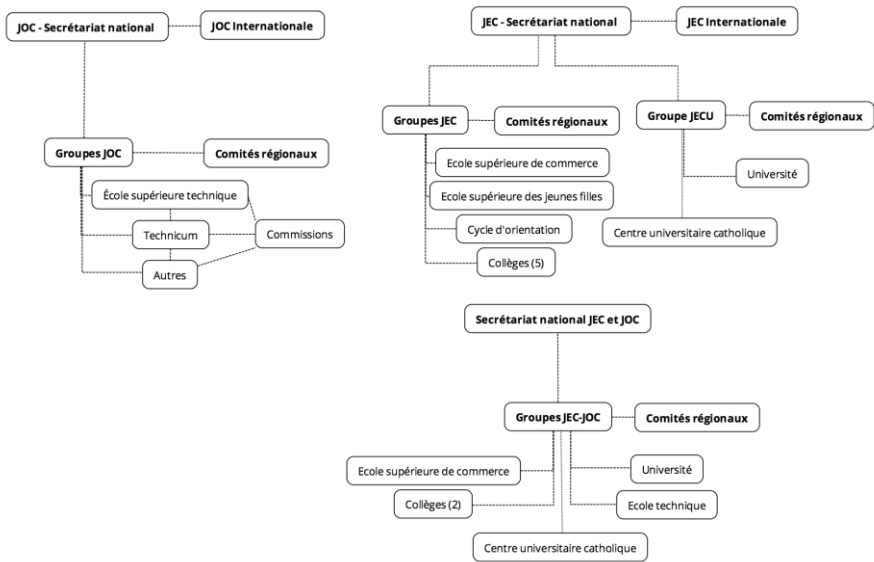 JOC - Secrétariat national
JOC Internationale
Groupes JOC
Comités régionaux
École supérieure technique
Technicum
Commissions
Autres
JEC - Secrétariat national
JEC Internationale
Groupes JEC
Comités régionaux
Groupe JECU
Comités régionaux
Ecole supérieure de commerce
Université
Ecole supérieure des jeunes filles
Cycle d'orientation
Centre universitaire catholique
Collèges (5)
Secrétariat national JEC et JOC
Groupes JEC-JOC
Comités régionaux
Ecole supérieure de commerce
Université
Collèges (2)
Ecole technique
Centre universitaire catholique